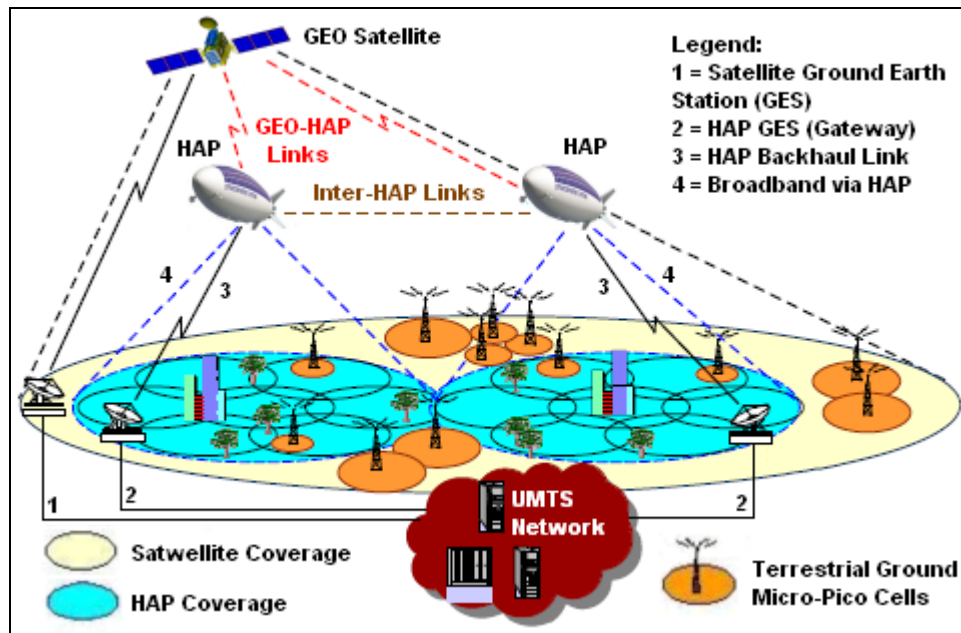 GEO Satellite
Legend:
1 = Satellite Ground Earth
Station (GES)
2 = HAP GES (Gateway)
3 = HAP Backhaul Link
4 = Broadband via HAP
GEO-HAP
Links
HAP
HAP
Inter-HAP Links
4
3
3
4
1
2
2
UMTS
Network
Satwellite Coverage
HAP Coverage
Terrestrial Ground
Micro-Pico Cells